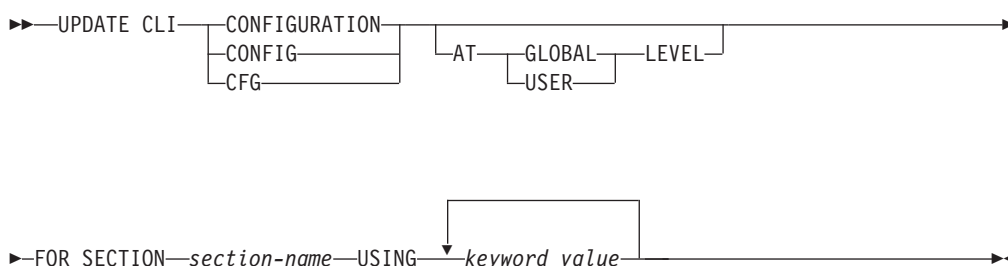 UPDATE CLI CONFIGURATION AT GLOBAL LEVEL
CONFIG USER
CFG
FOR SECTION section-name USING keyword value